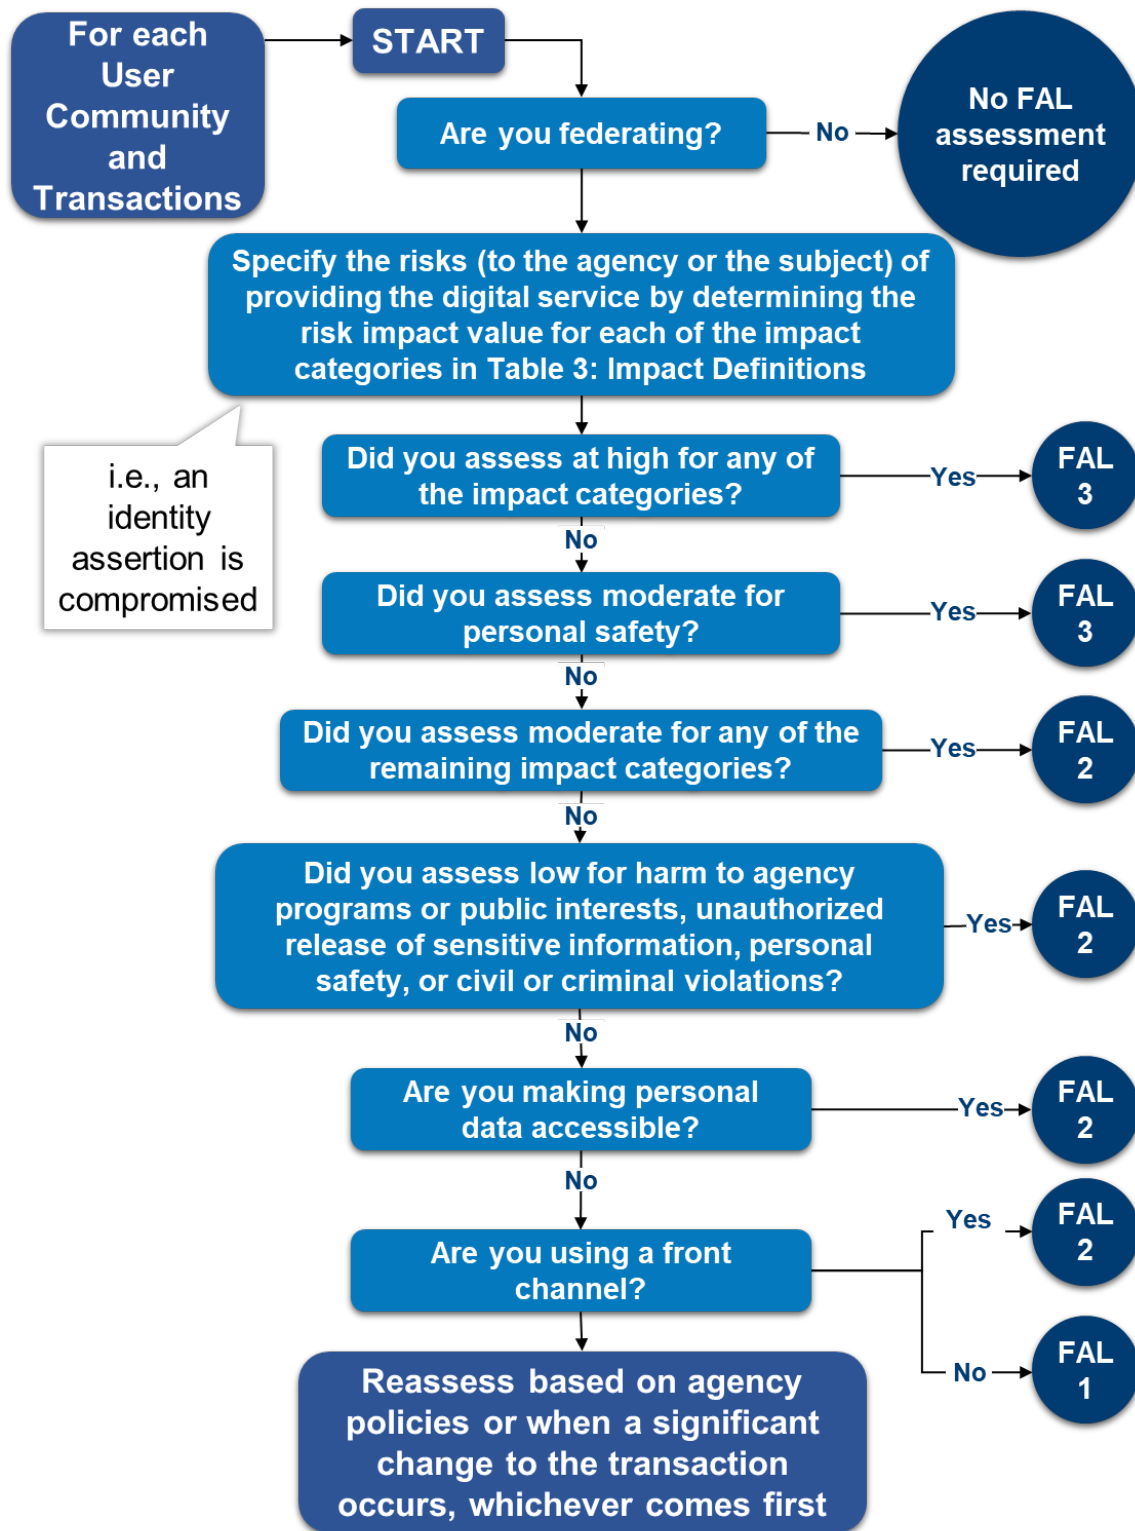 For each
User
Community
and
Transactions
START
Are you federating?
No
No FAL
assessment
required
Specify the risks (to the agency or the subject) of
providing the digital service by determining the
risk impact value for each of the impact
categories in Table 3: Impact Definitions
i.e., an
identity
assertion is
compromised
Did you assess at high for any of
the impact categories?
Yes
FAL
3
No
Did you assess moderate for
personal safety?
Yes
FAL
3
No
Did you assess moderate for any of the
remaining impact categories?
Yes
FAL
2
No
Did you assess low for harm to agency
programs or public interests, unauthorized
release of sensitive information, personal
safety, or civil or criminal violations?
Yes
FAL
2
No
Are you making personal
data accessible?
Yes
FAL
2
No
Are you using a front
channel?
Yes
FAL
2
No
FAL
1
Reassess based on agency
policies or when a significant
change to the transaction
occurs, whichever comes first